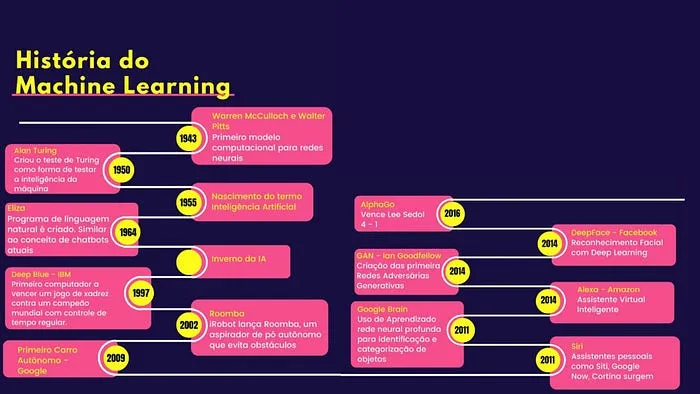 História do
Machine Learning
1943
Warren McCulloch e Walter
Pitts
Primeiro modelo
computacional para redes
neurais
Alan Turing
Criou o teste de Turing
como forma de testar
a inteligência da
máquina
1950
1955
Nascimento do termo
Inteligência Artificial
Eliza
Programa de linguagem
natural é criado. Similar
ao conceito de chatbots
atuais
1964
Inverno da IA
Deep Blue - IBM
Primeiro computador a
vencer um jogo de xadrez
contra um campeão
mundial com controle de
tempo regular.
1997
2002
Roomba
iRobot lança Roomba, um
aspirador de pó autônomo
que evita obstáculos
Primeiro Carro
Autônomo -
Google
2009
2011
Siri
Assistentes pessoais
como Siti, Google
Now, Cortina surgem
Google Brain
Uso de Aprendizado
rede neural profunda
para identificação e
categorização de
objetos
2011
2014
Alexa - Amazon
Assistente Virtual
Inteligente
GAN - Ian Goodfellow
Criação das primeira
Redes Adversárias
Generativas
2014
2014
DeepFace - Facebook
Reconhecimento Facial
com Deep Learning
AlphaGo
Vence Lee Sedol
4 - 1
2016